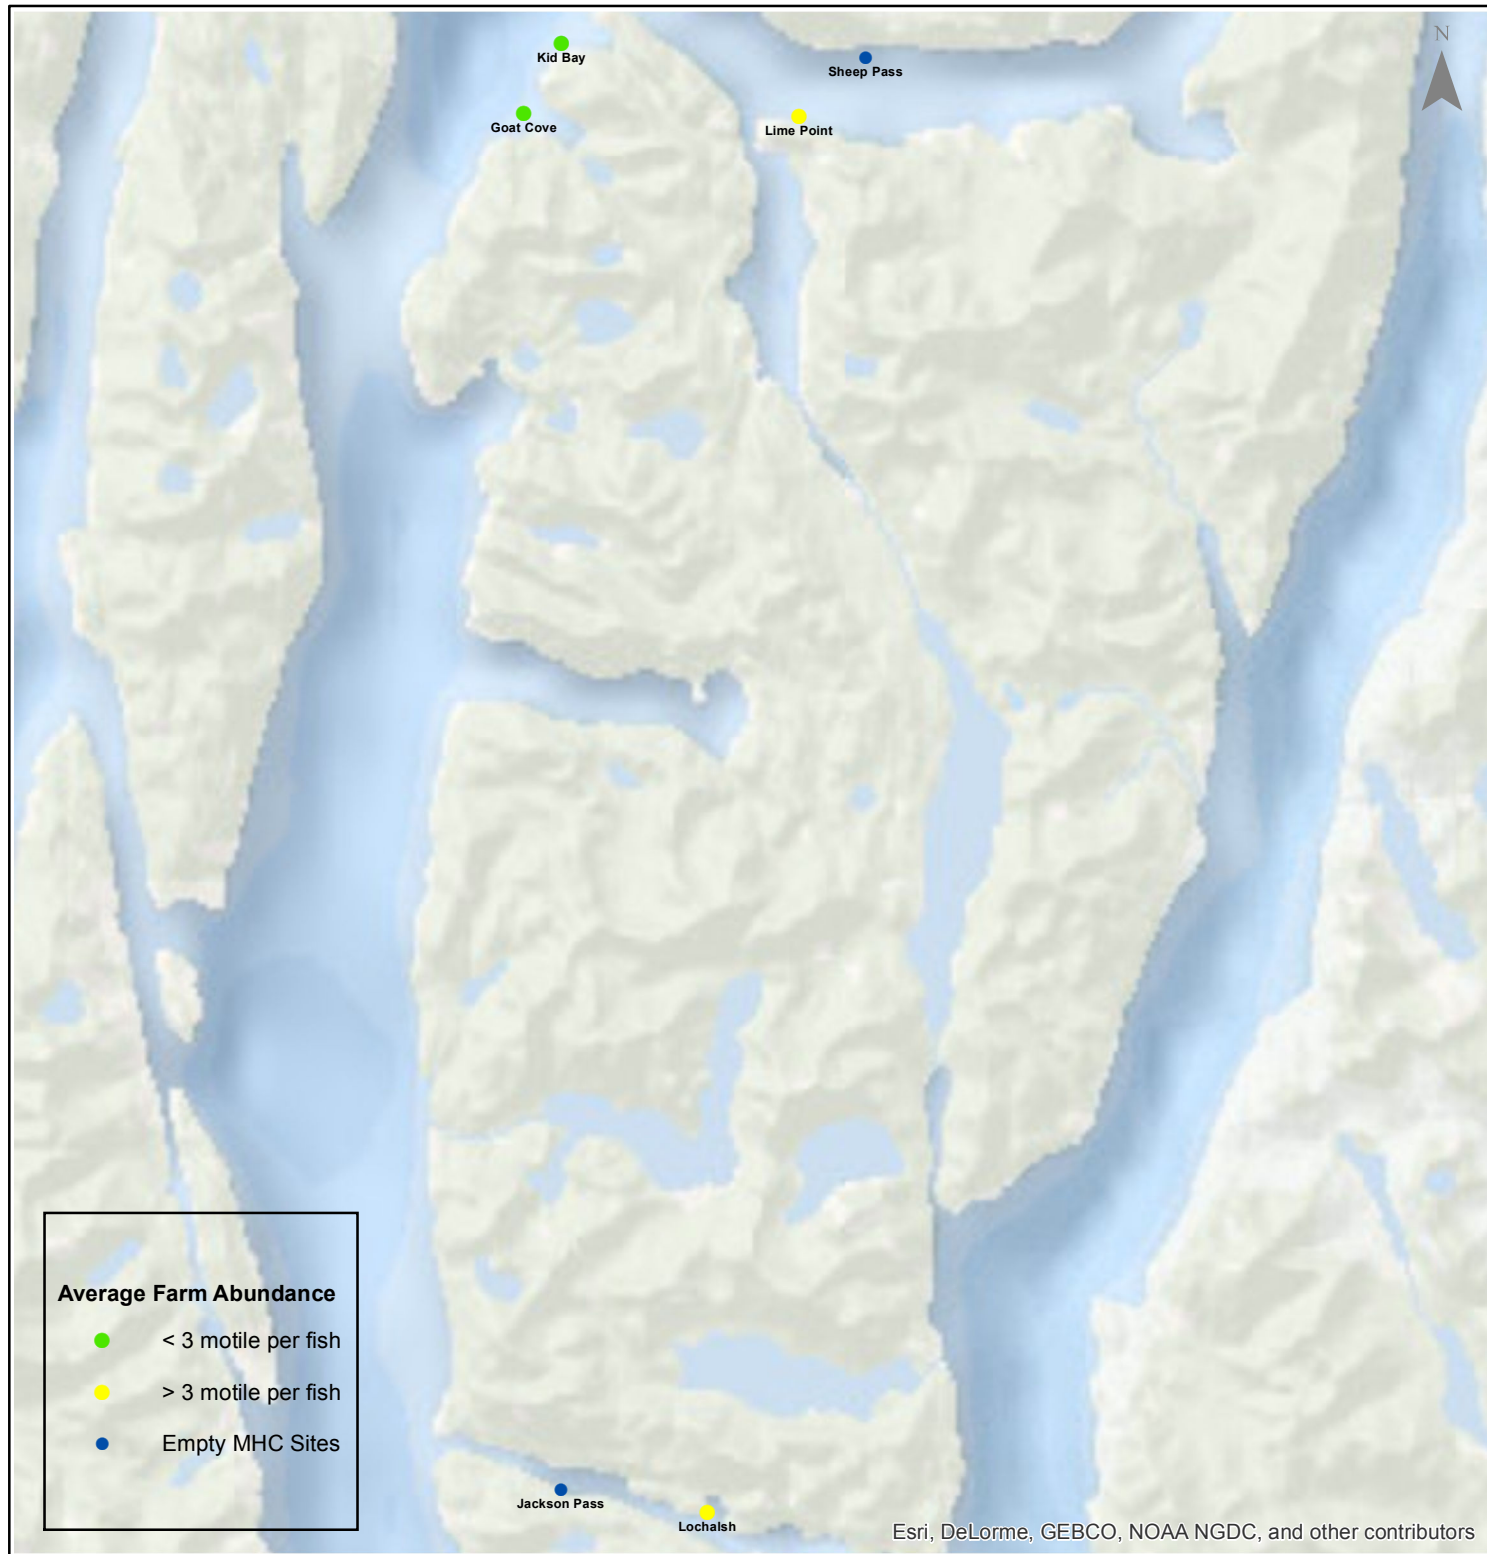 N
Kid Bay
Sheep Pass
Goat Cove
Lime Point
Average Farm Abundance
< 3 motile per fish
> 3 motile per fish
Empty MHC Sites
Jackson Pass
Lochalsh
Esri, DeLorme, GEBCO, NOAA NGDC, and other contributors